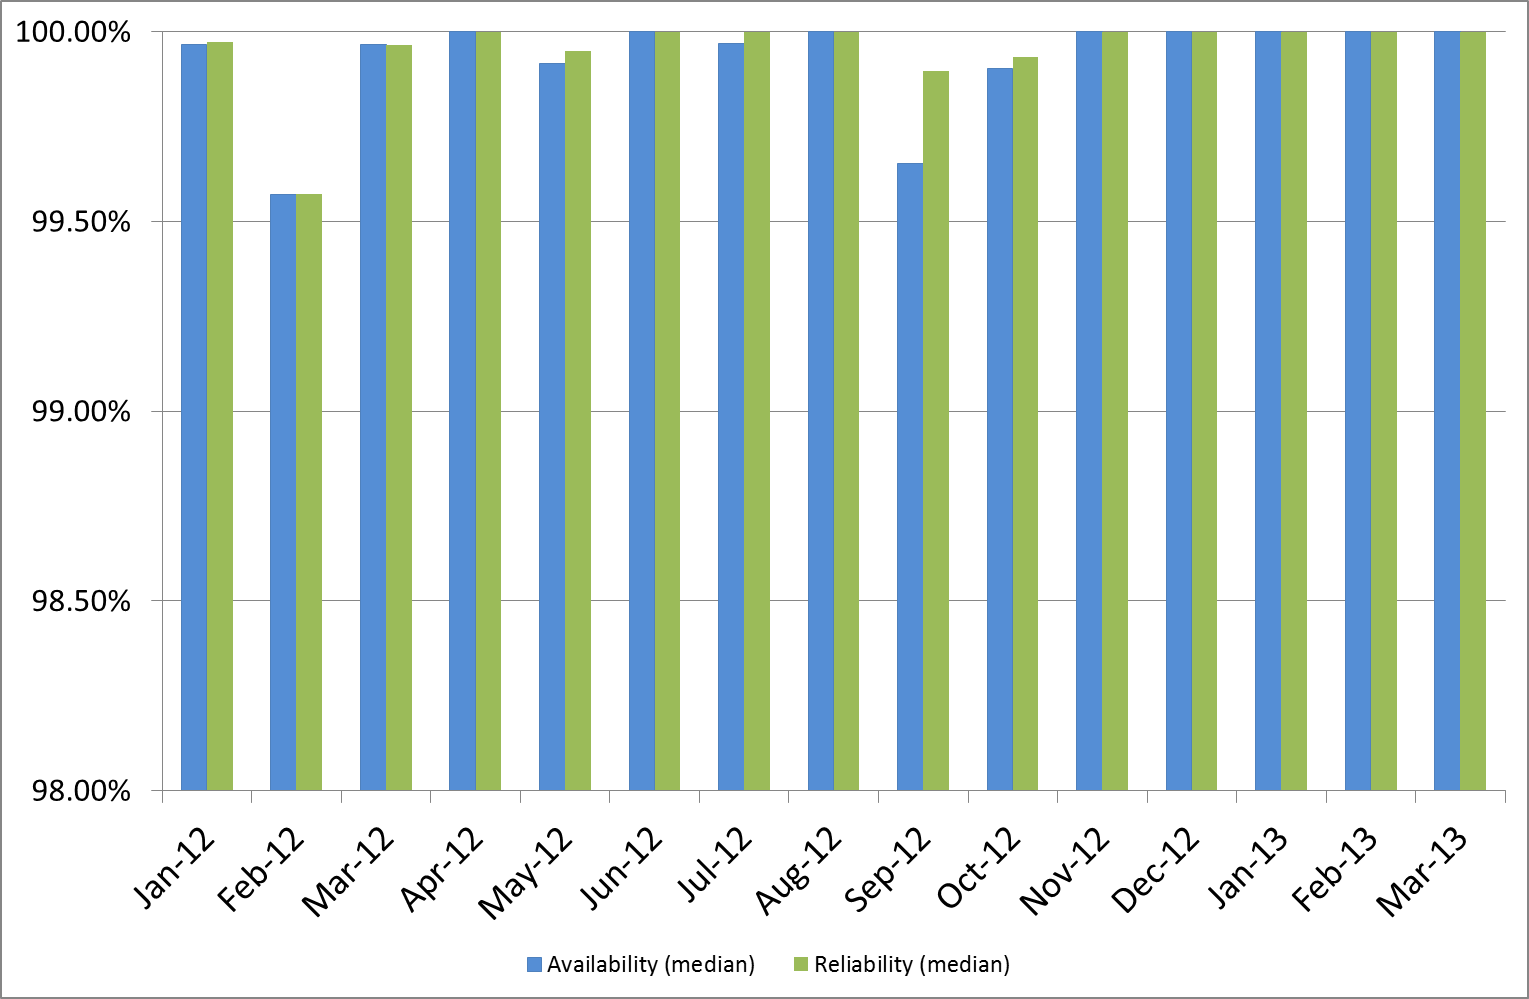 100.00%
99.50%
99.00%
98.50%
98.00%
Jan-12
Feb-12
Mar-12
Apr-12
May-12
Jun-12
Jul-12
Aug-12
Sep-12
Oct-12
Nov-12
Dec-12
Jan-13
Feb-13
Mar-13
Availability (median)
Reliability (median)